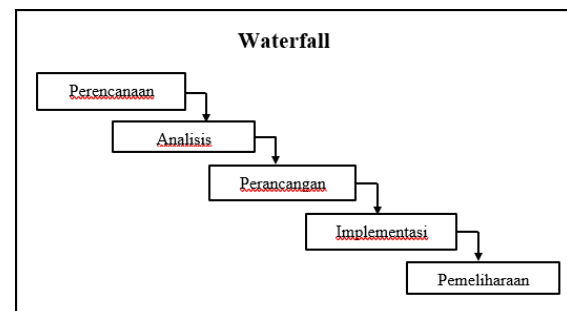 Waterfall
Perencanaan
Analisis
Perancangan
Implementasi
Pemeliharaan